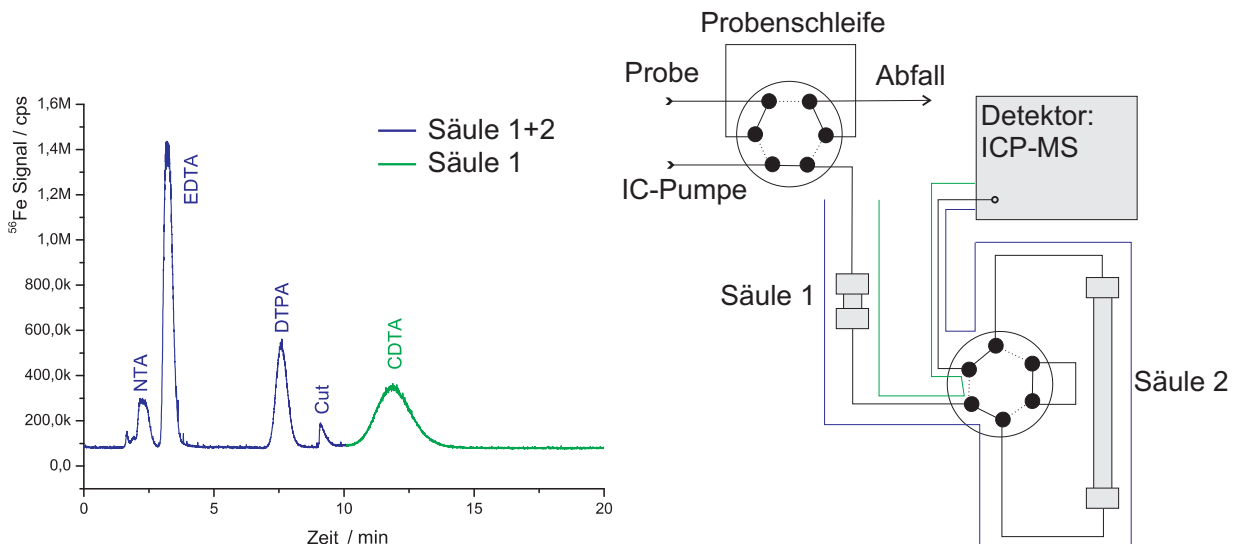 1,6M
1,4M
1,2M
1,0M
800,0k
600,0k
400,0k
200,0k
0,0
⁵⁶Fe Signal / cps
0
5
10
15
20
Zeit / min
NTA
EDTA
DTPA
Cut
CDTA
Säule 1+2
Säule 1
Probenschleife
Probe
Abfall
IC-Pumpe
Detektor:
ICP-MS
Säule 1
Säule 2